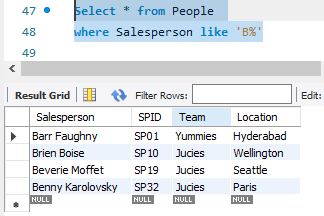 47 Select * from People
48 where Salesperson like 'B%'
49
Result Grid Filter Rows: Edit:
Salesperson SPID Team Location
Barr Faughny SP01 Yummies Hyderabad
Brien Boise SP10 Jucies Wellington
Beverie Moffet SP19 Jucies Seattle
Benny Karolovsky SP32 Jucies Paris
NULL NULL NULL NULL